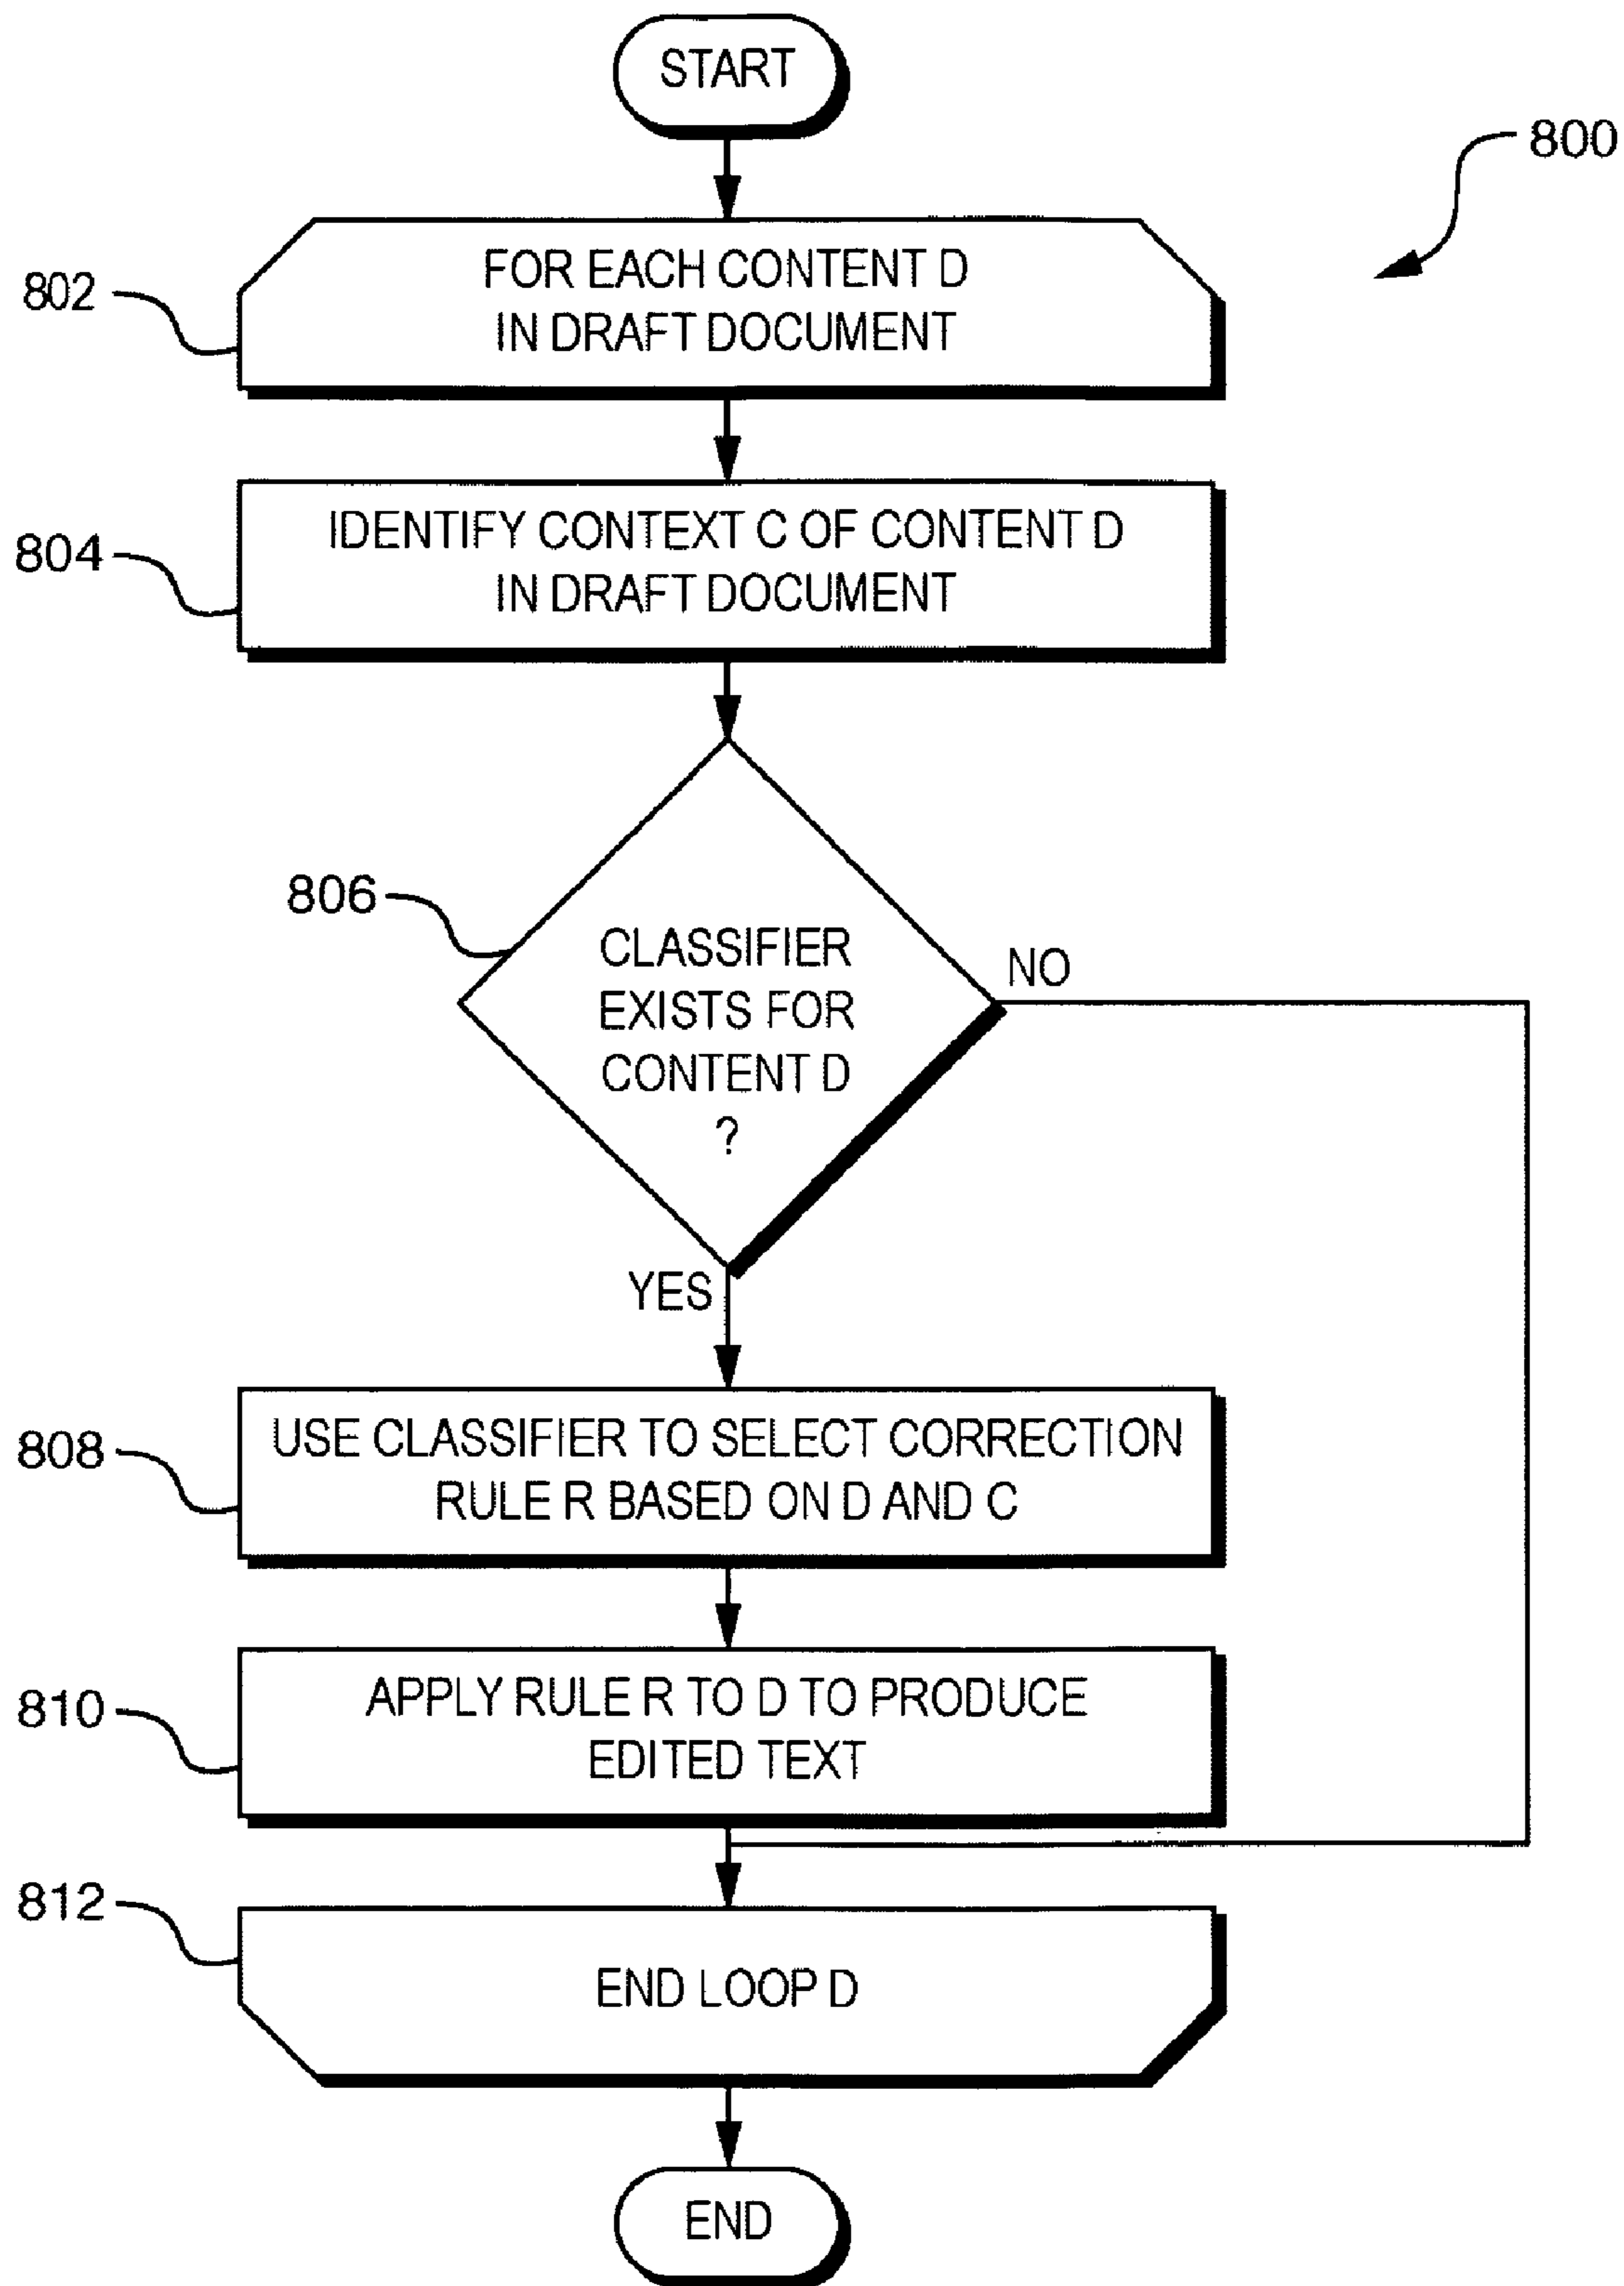 START
800
802
FOR EACH CONTENT D
IN DRAFT DOCUMENT
804
IDENTIFY CONTEXT C OF CONTENT D
IN DRAFT DOCUMENT
806
CLASSIFIER
EXISTS FOR
CONTENT D
?
NO
YES
808
USE CLASSIFIER TO SELECT CORRECTION
RULE R BASED ON D AND C
810
APPLY RULE R TO D TO PRODUCE
EDITED TEXT
812
END LOOP D
END